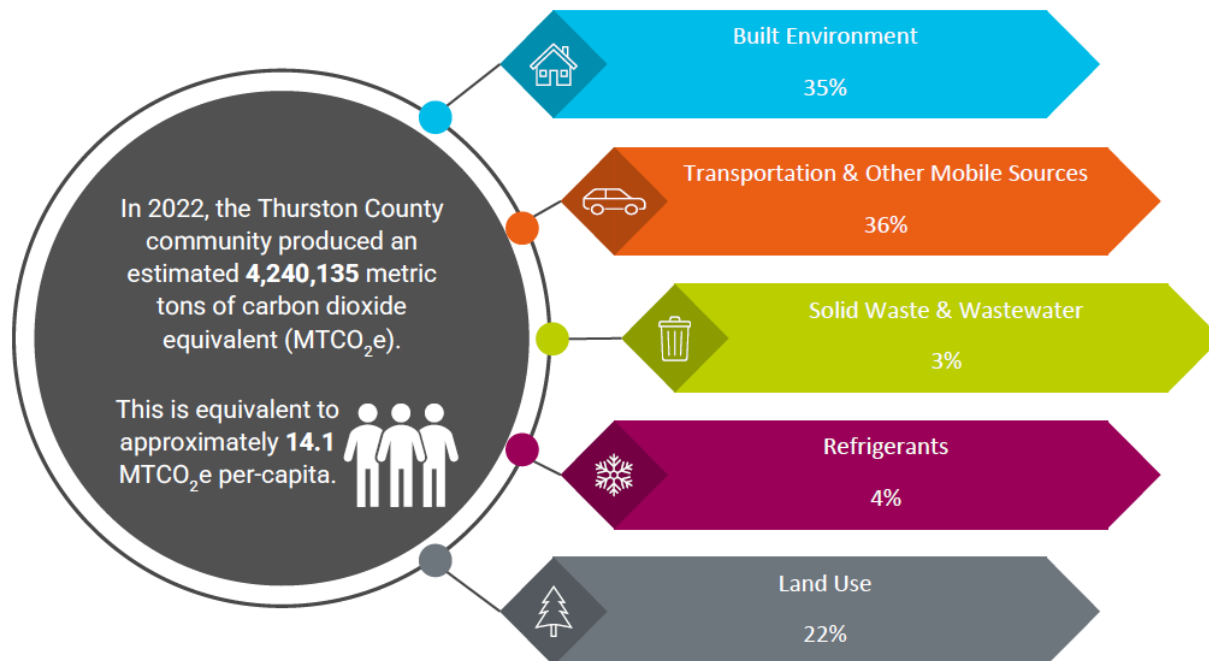 In 2022, the Thurston County
community produced an
estimated 4,240,135 metric
tons of carbon dioxide
equivalent (MTCO₂e).
This is equivalent to
approximately 14.1
MTCO₂e per-capita.
Built Environment
35%
Transportation & Other Mobile Sources
36%
Solid Waste & Wastewater
3%
Refrigerants
4%
Land Use
22%